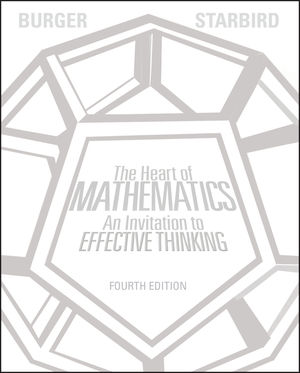 BURGER STARBIRD
The Heart of
MATHEMATICS
An Invitation to
EFFECTIVE THINKING
FOURTH EDITION